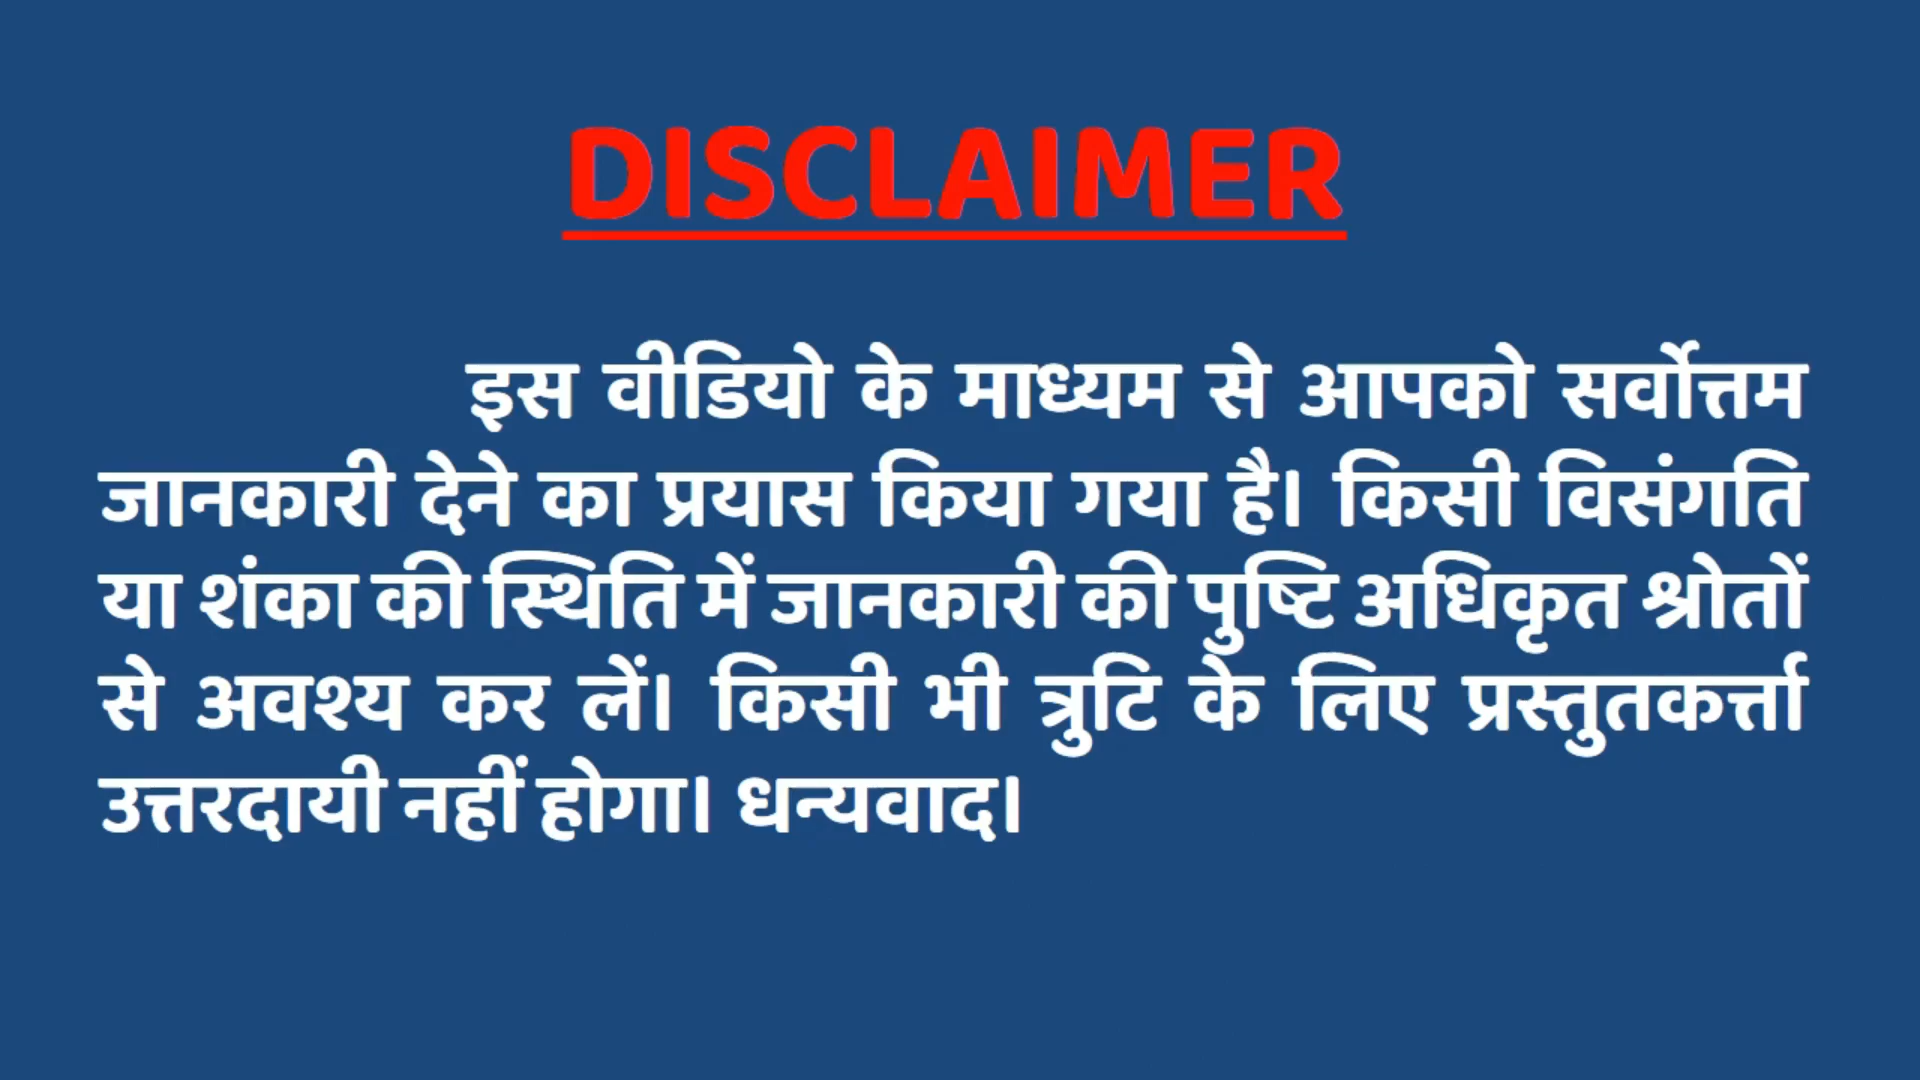 DISCLAIMER
इस वीडियो के माध्यम से आपको सर्वोत्तम
जानकारी देने का प्रयास किया गया है। किसी विसंगति
या शंका की स्थिति में जानकारी की पुष्टि अधिकृत श्रोतों
से अवश्य कर लें। किसी भी त्रुटि के लिए प्रस्तुतकर्त्ता
उत्तरदायी नहीं होगा। धन्यवाद।